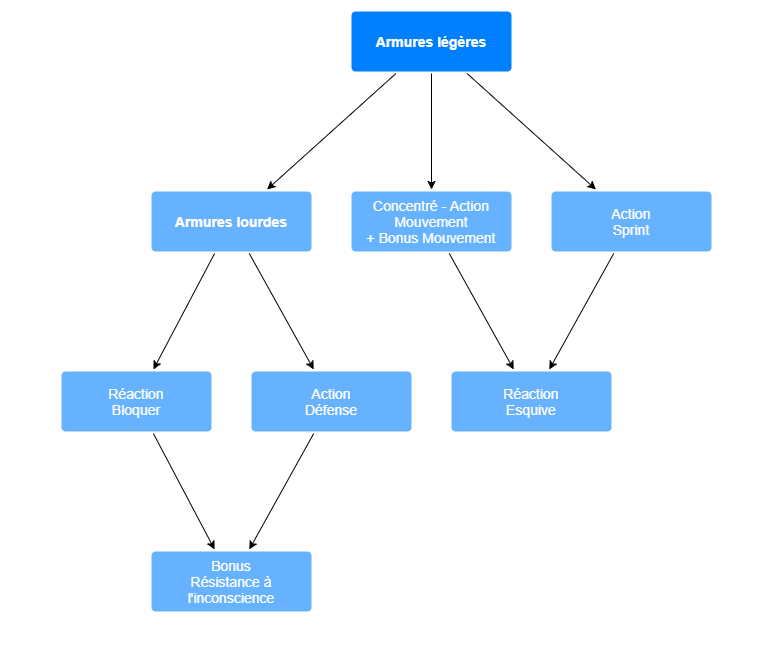 Armures légères
Armures lourdes
Concentré - Action
Mouvement
+ Bonus Mouvement
Action
Sprint
Réaction
Bloquer
Action
Défense
Réaction
Esquive
Bonus
Résistance à
l'inconscience